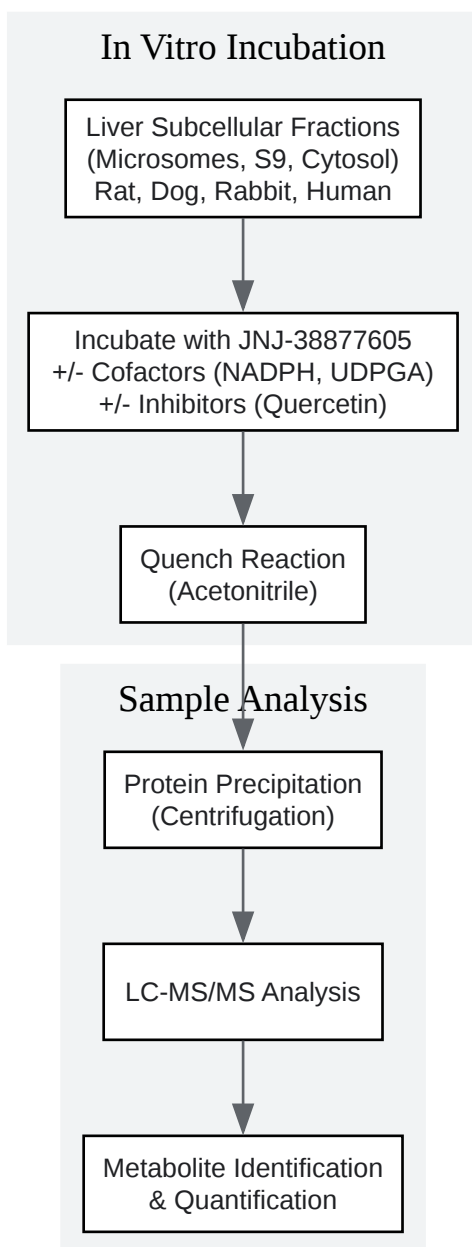 In Vitro Incubation
Liver Subcellular Fractions
(Microsomes, S9, Cytosol)
Rat, Dog, Rabbit, Human
Incubate with JNJ-38877605
+/- Cofactors (NADPH, UDPGA)
+/- Inhibitors (Quercetin)
Quench Reaction
(Acetonitrile)
Sample Analysis
Protein Precipitation
(Centrifugation)
LC-MS/MS Analysis
Metabolite Identification
& Quantification